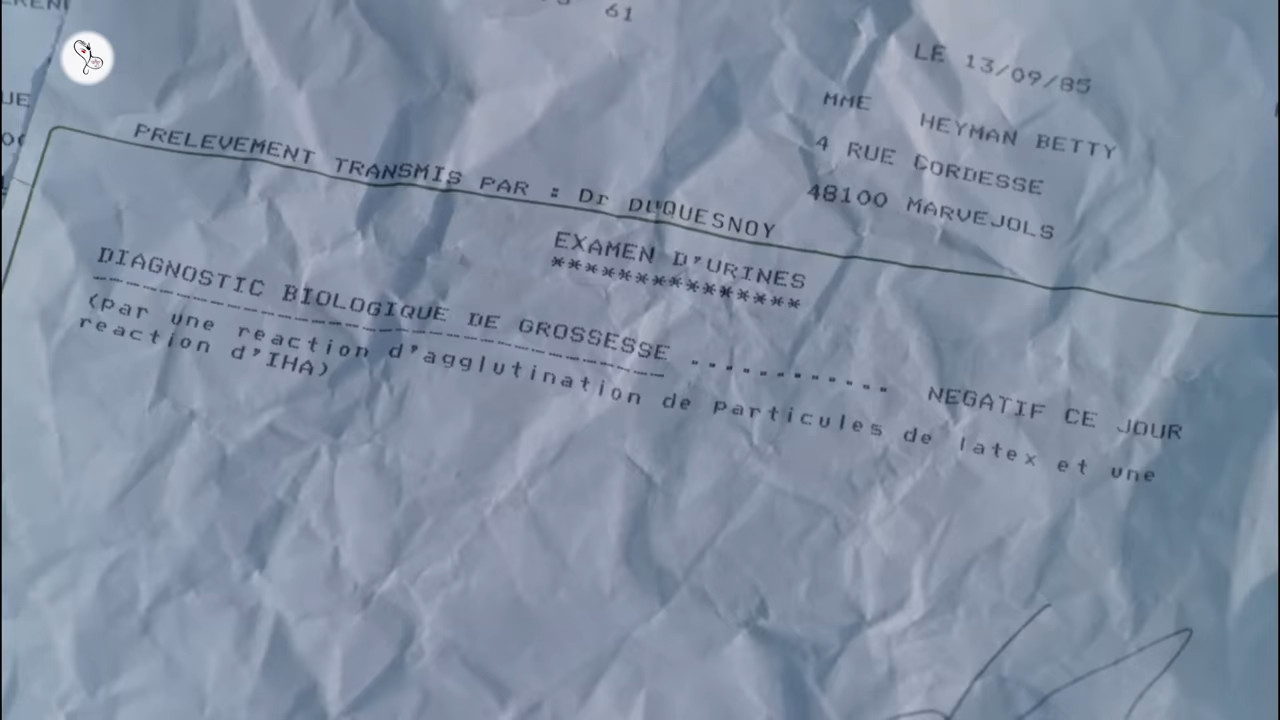 61
LE 13/09/85
MME HEYMAN BETTY
4 RUE CORDESSE
48100 MARVEJOLS
PRELEVEMENT TRANSMIS PAR : Dr DUQUESNOY
EXAMEN D'URINES
***************
DIAGNOSTIC BIOLOGIQUE DE GROSSESSE ............ NEGATIF CE JOUR
(par une reaction d'agglutination de particules de latex et une
reaction d'IHA)